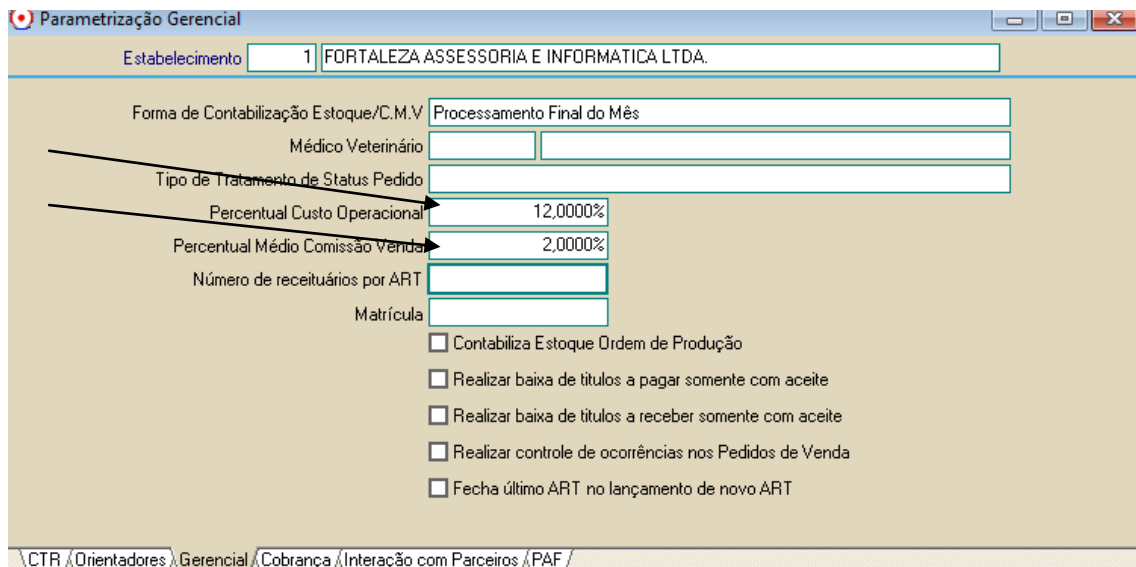 Parametrização Gerencial
Estabelecimento 1 FORTALEZA ASSESSORIA E INFORMATICA LTDA.
Forma de Contabilização Estoque/C.M.V Processamento Final do Mês
Médico Veterinário
Tipo de Tratamento de Status Pedido
Percentual Custo Operacional 12,0000%
Percentual Médio Comissão Venda 2,0000%
Número de receituários por ART
Matrícula
Contabiliza Estoque Ordem de Produção
Realizar baixa de titulos a pagar somente com aceite
Realizar baixa de titulos a receber somente com aceite
Realizar controle de ocorrências nos Pedidos de Venda
Fecha último ART no lançamento de novo ART
CTR Orientadores Gerencial Cobrança Interação com Parceiros PAF